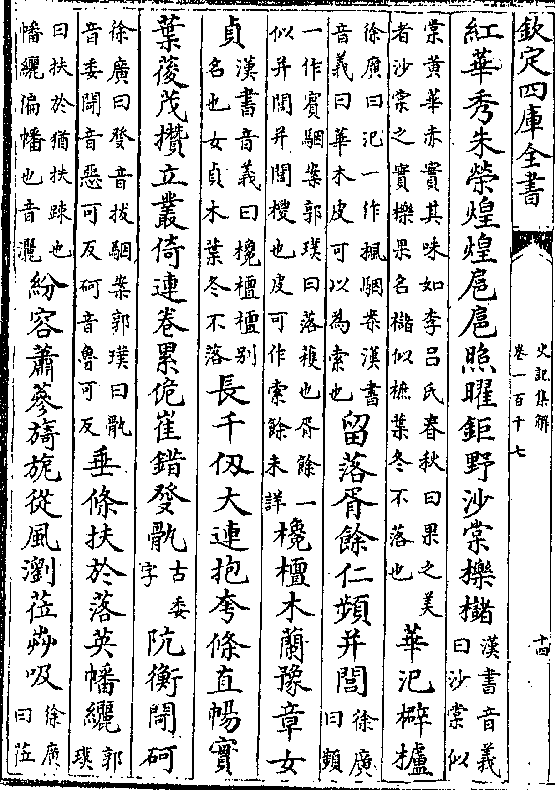 欽定四庫全書
史記集解
卷一百十七
十四
紅華秀朱榮煌煌扈扈照曜鉅野沙棠櫟櫧
漢書音義
曰沙棠似
棠黄華赤實其味如李吕氏春秋曰果之美
者沙棠之實櫟果名櫧似樜葉冬不落也
華氾檘櫨
徐廣曰氾一作楓駰案漢書
音義曰華木皮可以為索也
留落胥餘仁頻并閭
徐廣
曰頻
一作賓駰案郭璞曰落穫也胥餘一
似并閭并閭椶也皮可作索餘未詳
欃檀木蘭豫章女
貞
漢書音義曰欃檀檀别
名也女貞木葉冬不落
長千仞大連抱夸條直暢實
葉葰茂攢立叢倚連卷累佹崔錯癹骫
古委
字
阬衡閜砢
徐廣曰癹音拔駰案郭璞曰骫
音委閜音惡可反砢音魯可反
垂條扶於落英幡纚
郭
璞
曰扶於猶扶疎也
幡纚偏幡也音灑
紛容蕭蔘旖旎從風瀏莅芔吸
徐廣
曰莅